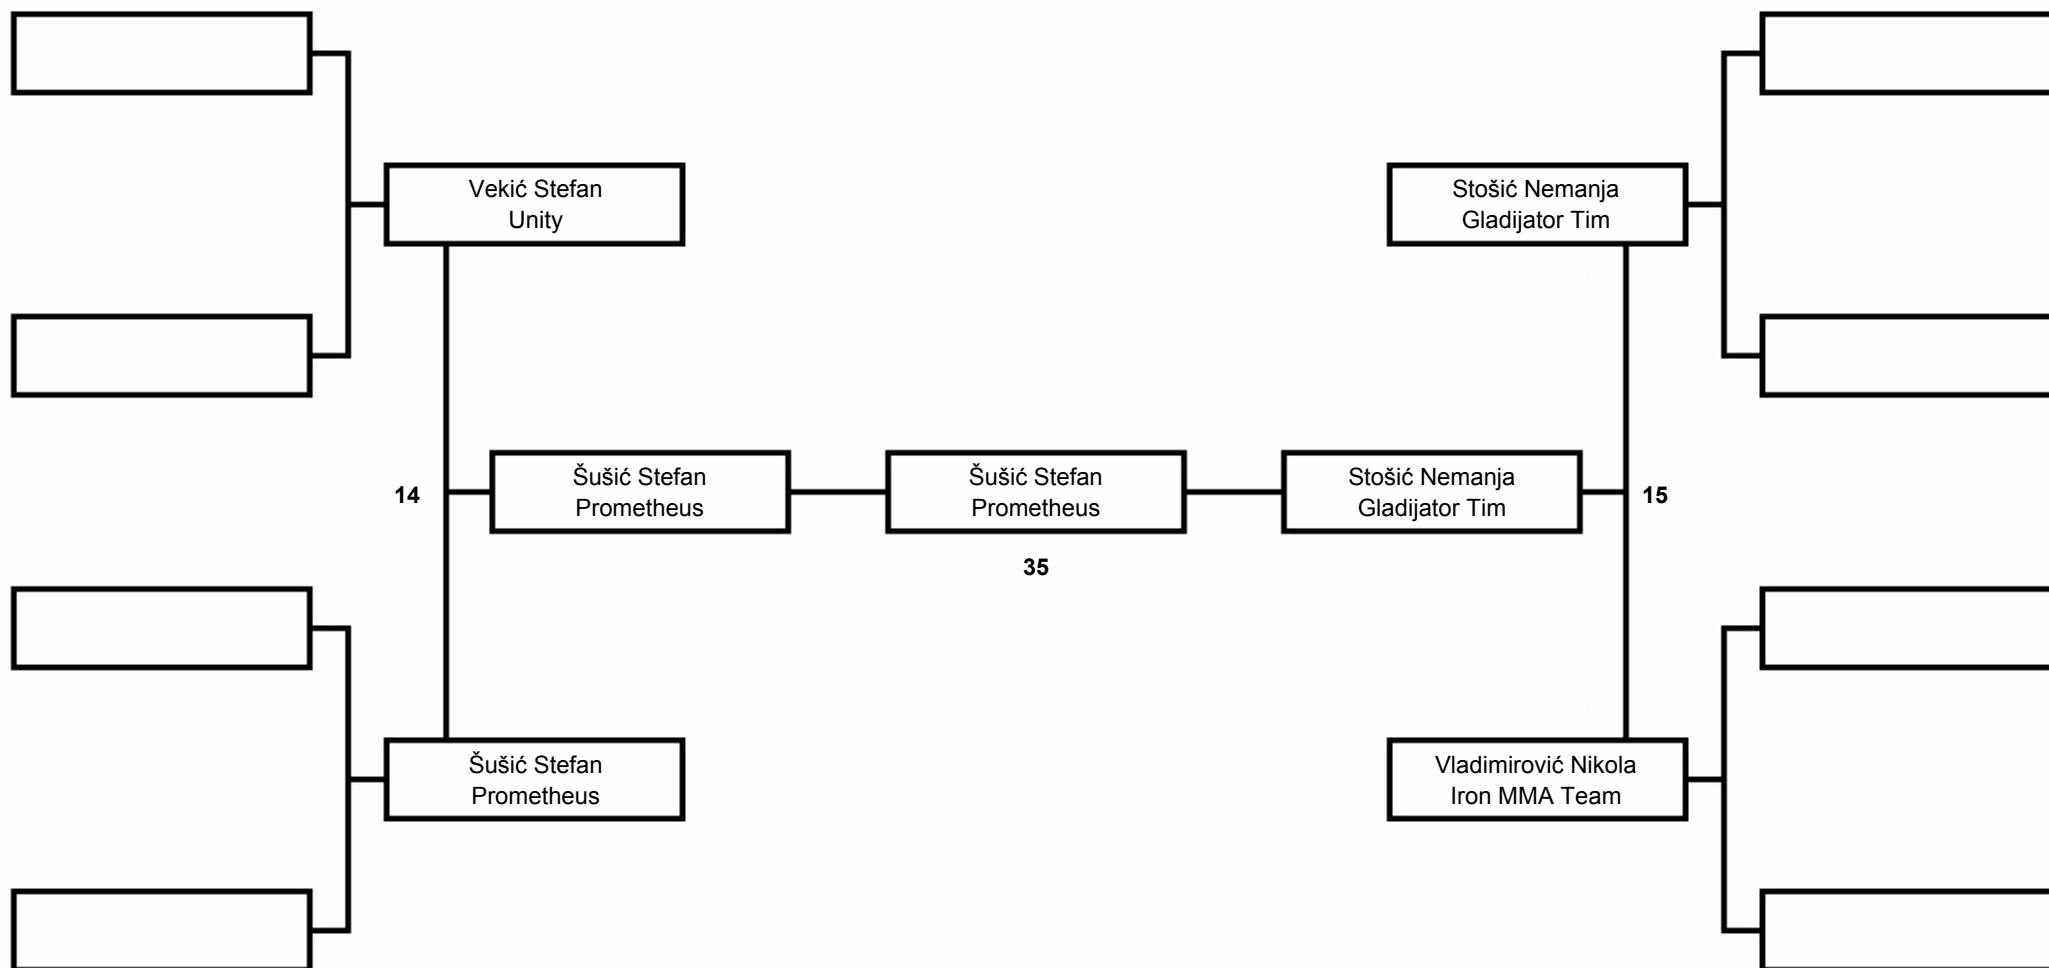 Vekić Stefan
Unity
Stošić Nemanja
Gladijator Tim
14
Šušić Stefan
Prometheus
Šušić Stefan
Prometheus
35
Stošić Nemanja
Gladijator Tim
15
Šušić Stefan
Prometheus
Vladimirović Nikola
Iron MMA Team